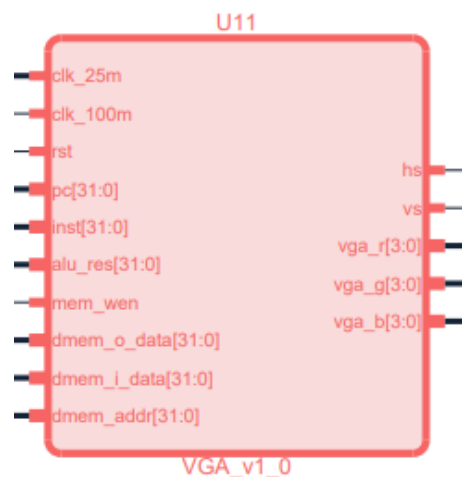 U11
clk_25m
clk_100m
rst
pc[31:0]
inst[31:0]
alu_res[31:0]
mem_wen
dmem_o_data[31:0]
dmem_i_data[31:0]
dmem_addr[31:0]
hs
vs
vga_r[3:0]
vga_g[3:0]
vga_b[3:0]
VGA_v1_0